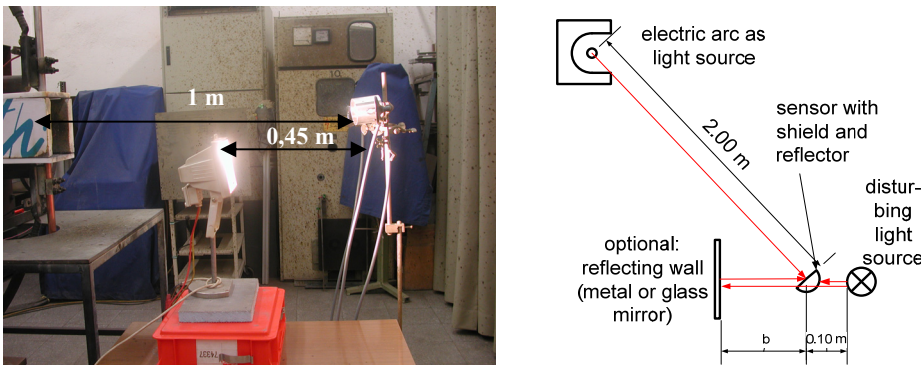 1 m
0,45 m
74337
electric arc as
light source
2.00 m
sensor with
shield and
reflector
distur-
bing
light
source
optional:
reflecting wall
(metal or glass
mirror)
b
0.10 m